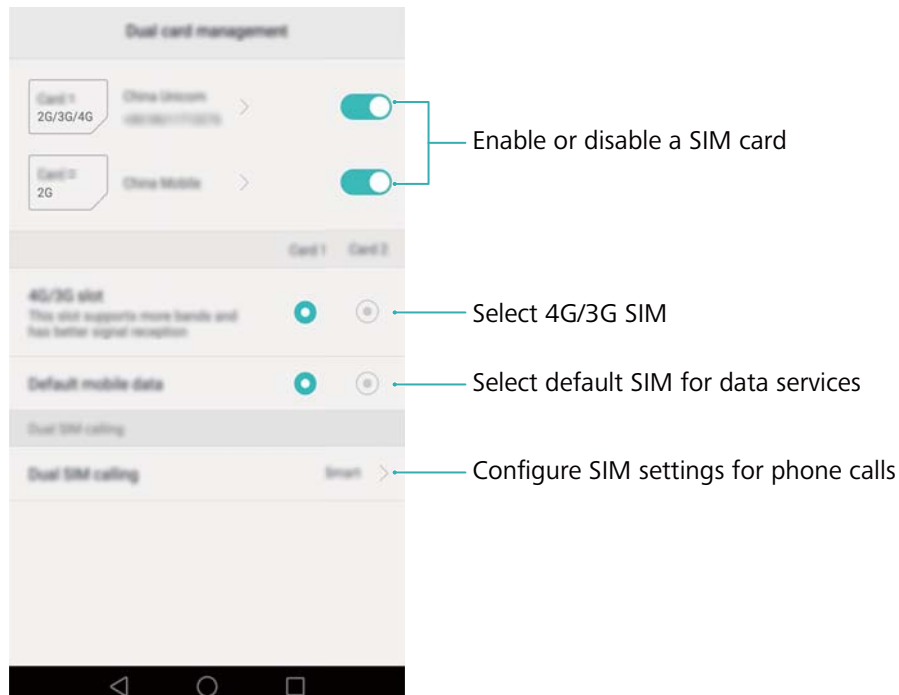 Dual card management
Card 1
2G/3G/4G
China Unicom
Enable or disable a SIM card
Card 2
2G
China Mobile
Card 1 Card 2
4G/3G slot
This slot supports more bands and
has better signal reception
Select 4G/3G SIM
Default mobile data
Select default SIM for data services
Dual SIM calling
Dual SIM calling
Smart
Configure SIM settings for phone calls